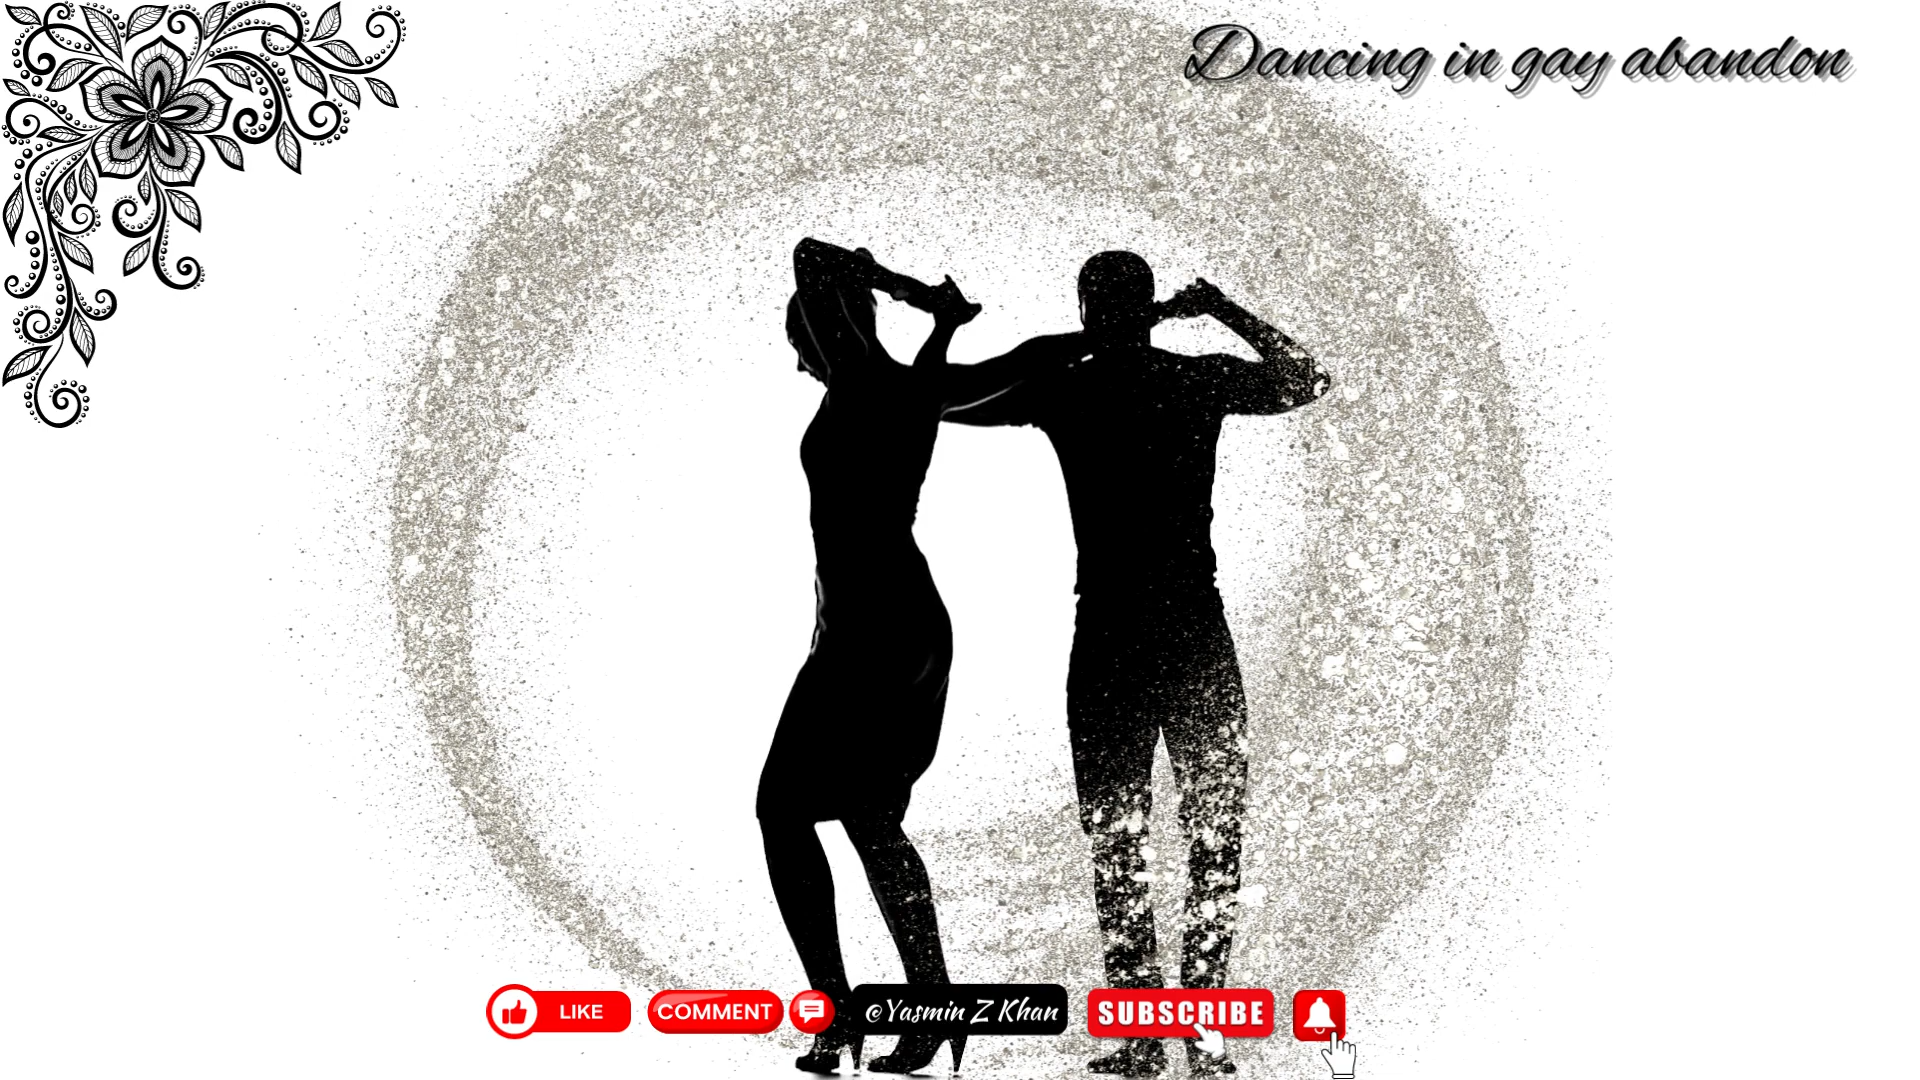 Dancing in gay abandon
LIKE
COMMENT
@Yasmin Z Khan
SUBSCRIBE